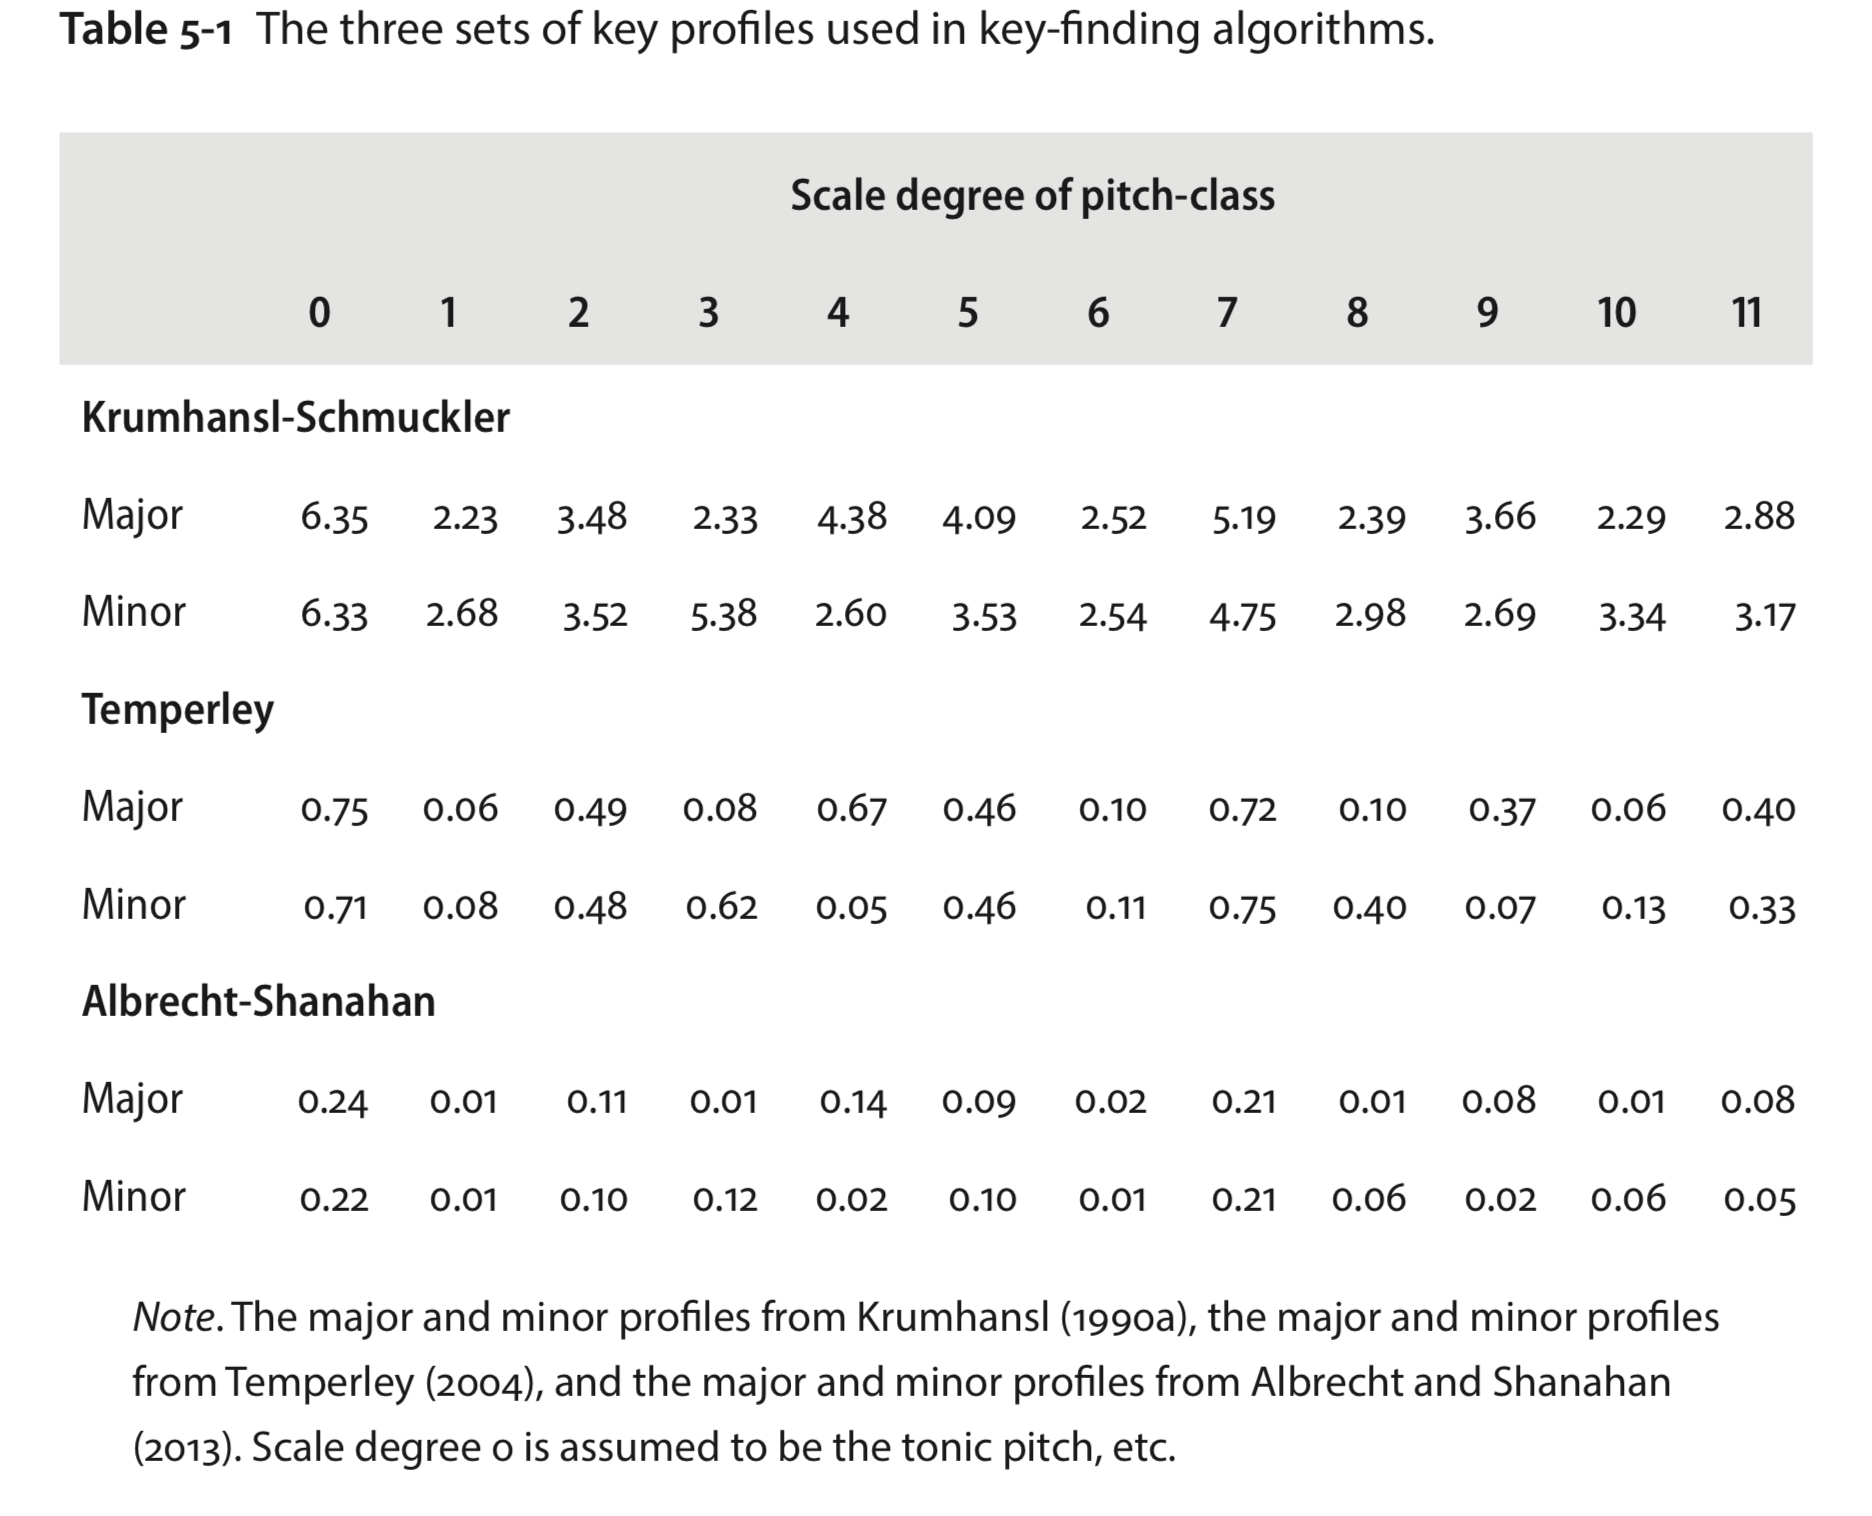 Table 5-1 The three sets of key profiles used in key-finding algorithms.
Scale degree of pitch-class
0 1 2 3 4 5 6 7 8 9 10 11
Krumhansl-Schmuckler
Major 6.35 2.23 3.48 2.33 4.38 4.09 2.52 5.19 2.39 3.66 2.29 2.88
Minor 6.33 2.68 3.52 5.38 2.60 3.53 2.54 4.75 2.98 2.69 3.34 3.17
Temperley
Major 0.75 0.06 0.49 0.08 0.67 0.46 0.10 0.72 0.10 0.37 0.06 0.40
Minor 0.71 0.08 0.48 0.62 0.05 0.46 0.11 0.75 0.40 0.07 0.13 0.33
Albrecht-Shanahan
Major 0.24 0.01 0.11 0.01 0.14 0.09 0.02 0.21 0.01 0.08 0.01 0.08
Minor 0.22 0.01 0.10 0.12 0.02 0.10 0.01 0.21 0.06 0.02 0.06 0.05
Note. The major and minor profiles from Krumhansl (1990a), the major and minor profiles
from Temperley (2004), and the major and minor profiles from Albrecht and Shanahan
(2013). Scale degree 0 is assumed to be the tonic pitch, etc.